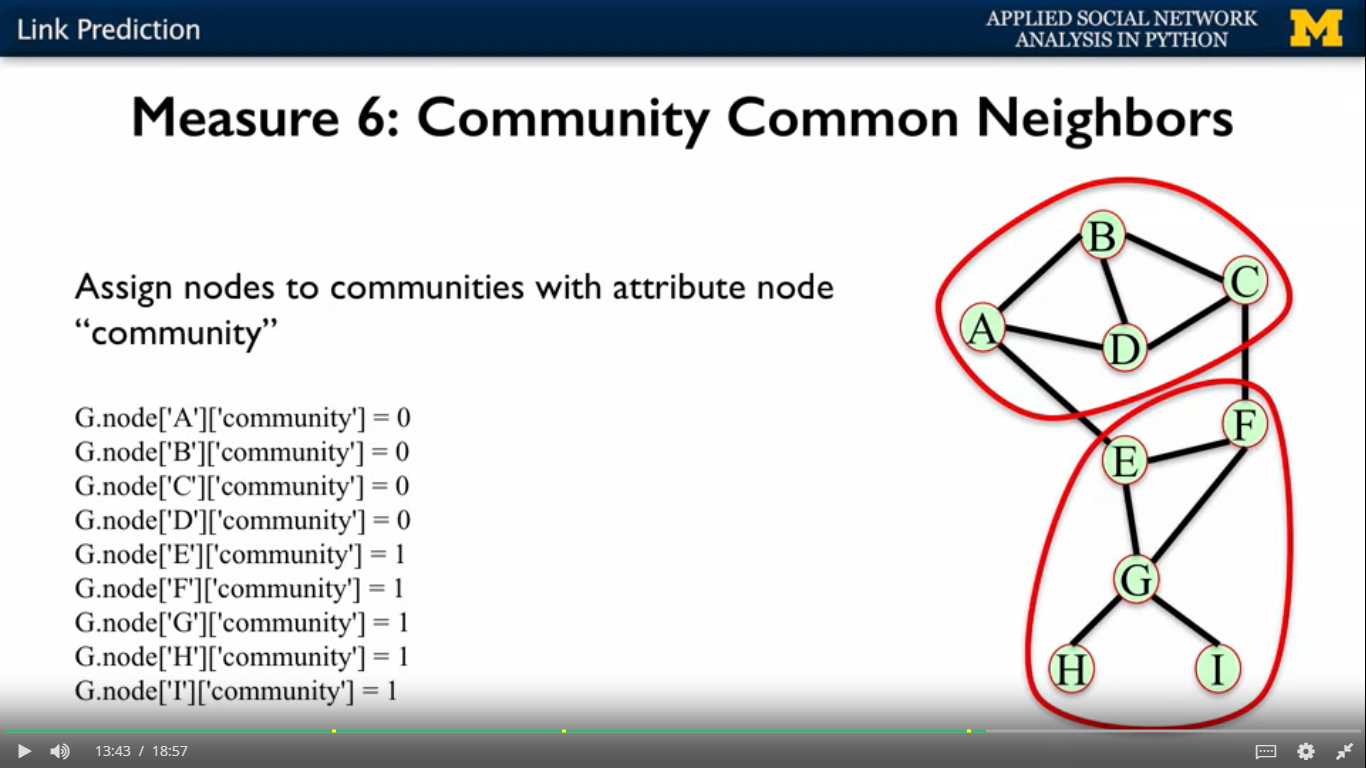 Link Prediction
APPLIED SOCIAL NETWORK
ANALYSIS IN PYTHON
M
Measure 6: Community Common Neighbors
Assign nodes to communities with attribute node
“community”
G.node['A']['community'] = 0
G.node['B']['community'] = 0
G.node['C']['community'] = 0
G.node['D']['community'] = 0
G.node['E']['community'] = 1
G.node['F']['community'] = 1
G.node['G']['community'] = 1
G.node['H']['community'] = 1
G.node['I']['community'] = 1
B
C
A
D
F
E
G
H
I
13:43 / 18:57